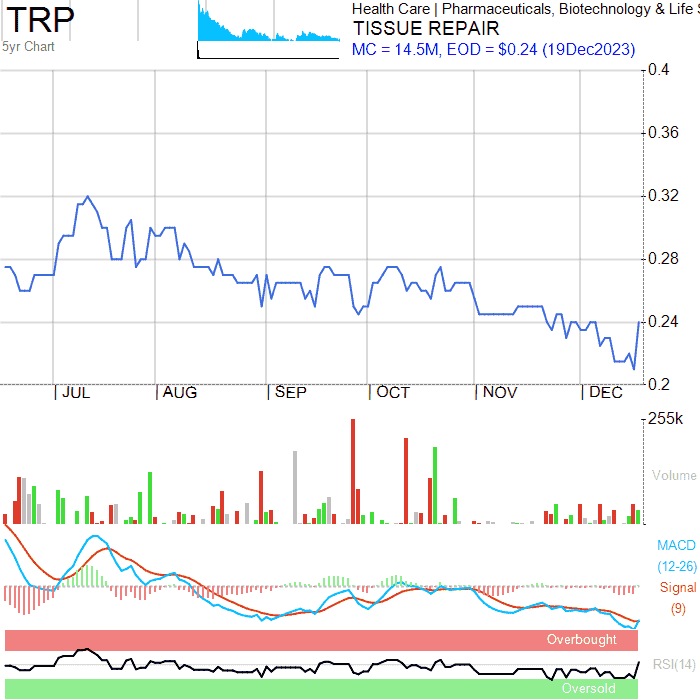 TRP
5yr Chart
Health Care | Pharmaceuticals, Biotechnology & Life S
TISSUE REPAIR
MC = 14.5M, EOD = $0.24 (19Dec2023)
0.4
0.36
0.32
0.28
0.24
0.2
JUL AUG SEP OCT NOV DEC
255k
Volume
MACD
(12-26)
Signal
(9)
Overbought
RSI(14)
Oversold